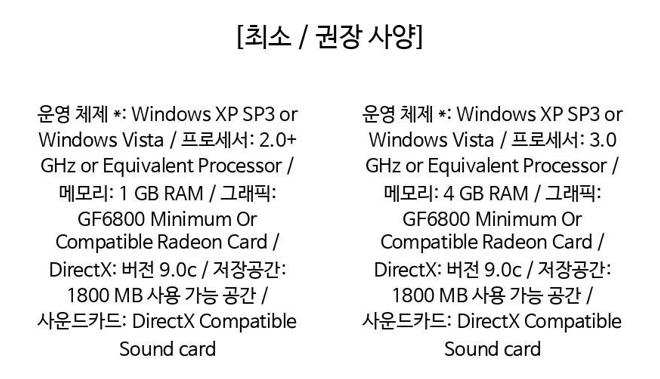 [최소 / 권장 사양]
운영 체제 *: Windows XP SP3 or
Windows Vista / 프로세서: 2.0+
GHz or Equivalent Processor /
메모리: 1 GB RAM / 그래픽:
GF6800 Minimum Or
Compatible Radeon Card /
DirectX: 버전 9.0c / 저장공간:
1800 MB 사용 가능 공간 /
사운드카드: DirectX Compatible
Sound card
운영 체제 *: Windows XP SP3 or
Windows Vista / 프로세서: 3.0
GHz or Equivalent Processor /
메모리: 4 GB RAM / 그래픽:
GF6800 Minimum Or
Compatible Radeon Card /
DirectX: 버전 9.0c / 저장공간:
1800 MB 사용 가능 공간 /
사운드카드: DirectX Compatible
Sound card